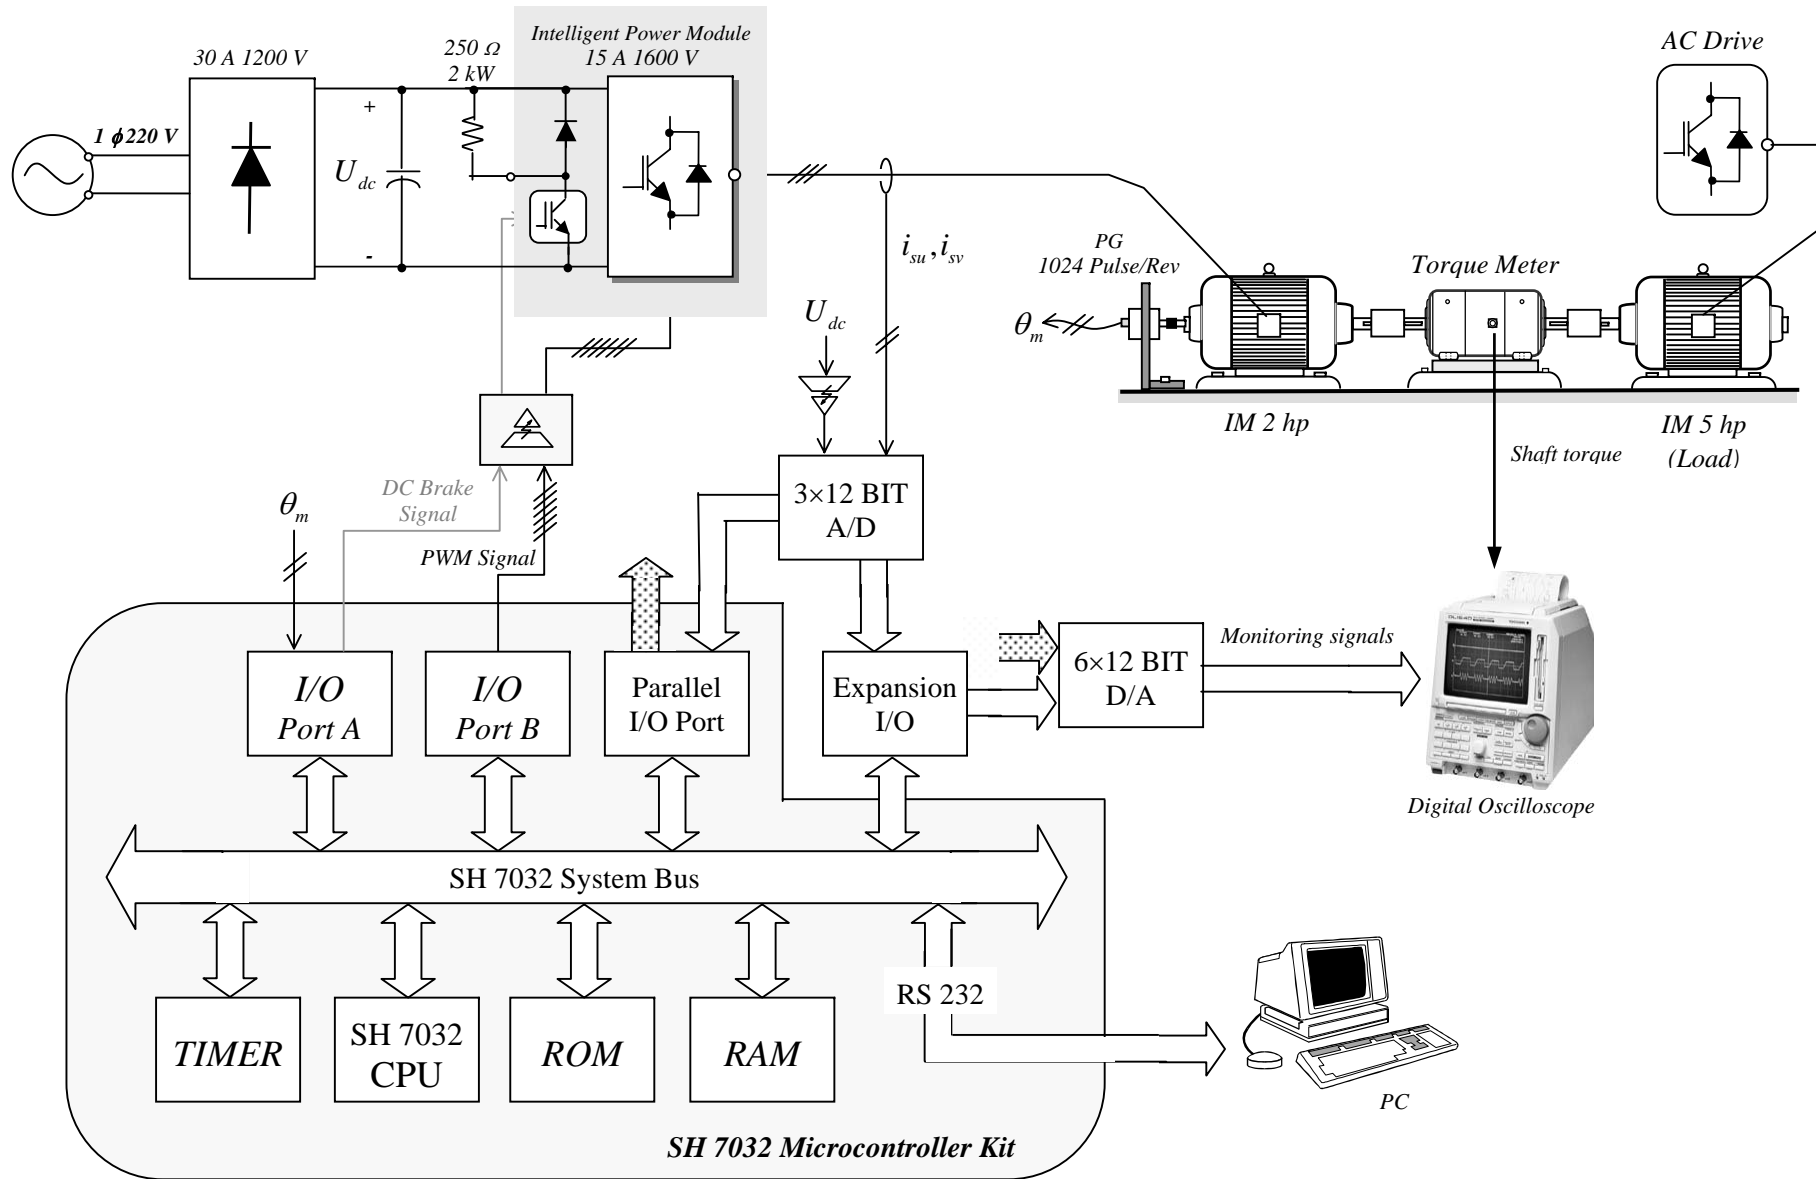 Intelligent Power Module
15 A 1600 V
30 A 1200 V
250 Ω
2 kW
AC Drive
1 ϕ 220 V
+
U_dc
-
i_su, i_sv
PG
1024 Pulse/Rev
Torque Meter
θ_m
U_dc
IM 2 hp
IM 5 hp
(Load)
Shaft torque
DC Brake
Signal
θ_m
PWM Signal
3×12 BIT
A/D
Monitoring signals
I/O
Port A
I/O
Port B
Parallel
I/O Port
Expansion
I/O
6×12 BIT
D/A
Digital Oscilloscope
SH 7032 System Bus
RS 232
TIMER
SH 7032
CPU
ROM
RAM
PC
SH 7032 Microcontroller Kit